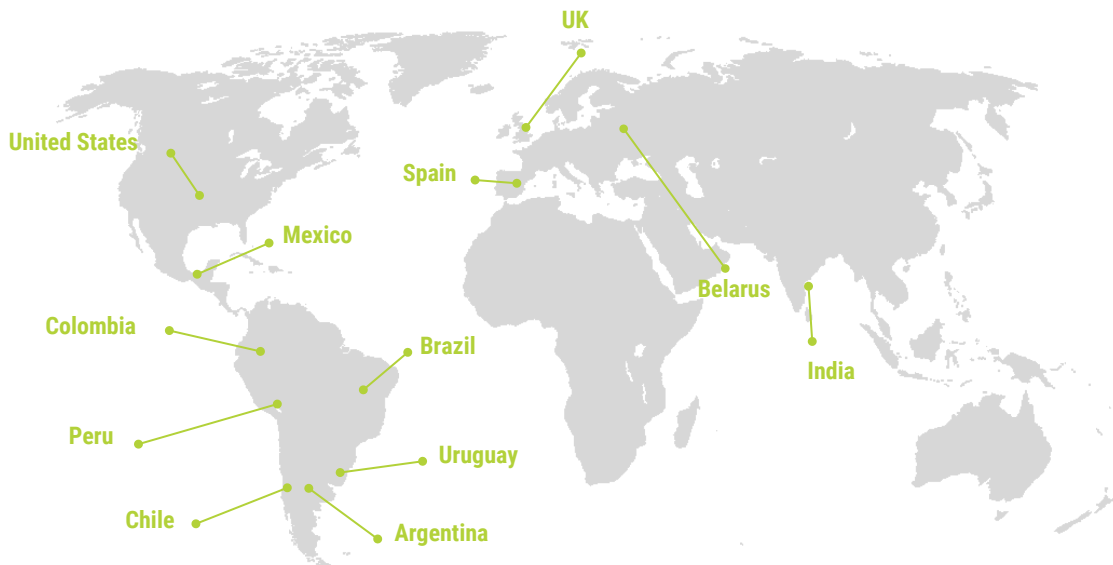 UK
United States
Spain
Mexico
Belarus
Colombia
Brazil
India
Peru
Uruguay
Chile
Argentina